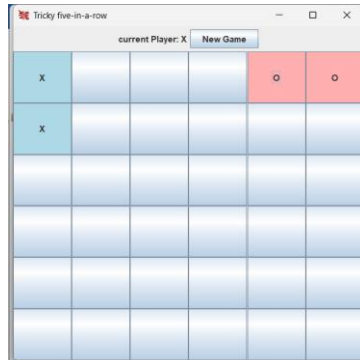 Tricky five-in-a-row
current Player: X New Game
X O O
X